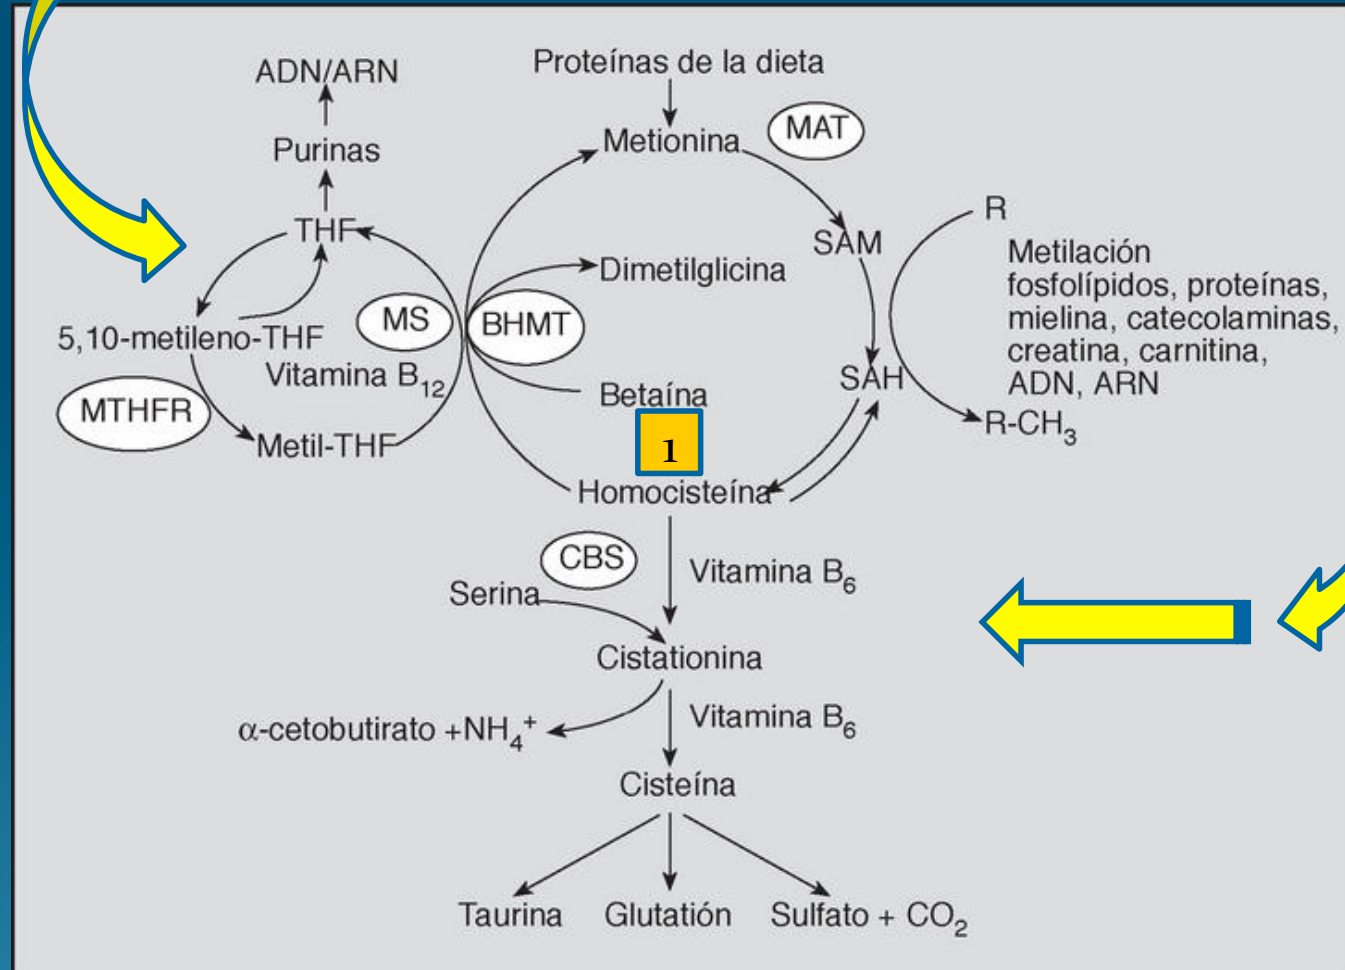 ADN/ARN
Proteínas de la dieta
Purinas
Metionina
MAT
THF
R
SAM
Metilación
fosfolípidos, proteínas,
mielina, catecolaminas,
creatina, carnitina,
ADN, ARN
Dimetilglicina
MS
BHMT
5,10-metileno-THF
Vitamina B₁₂
SAH
Betaína
MTHFR
R-CH₃
Metil-THF
1
Homocisteína
CBS
Vitamina B₆
Serina
Cistationina
α-cetobutirato +NH₄⁺
Vitamina B₆
Cisteína
Taurina
Glutatión
Sulfato + CO₂